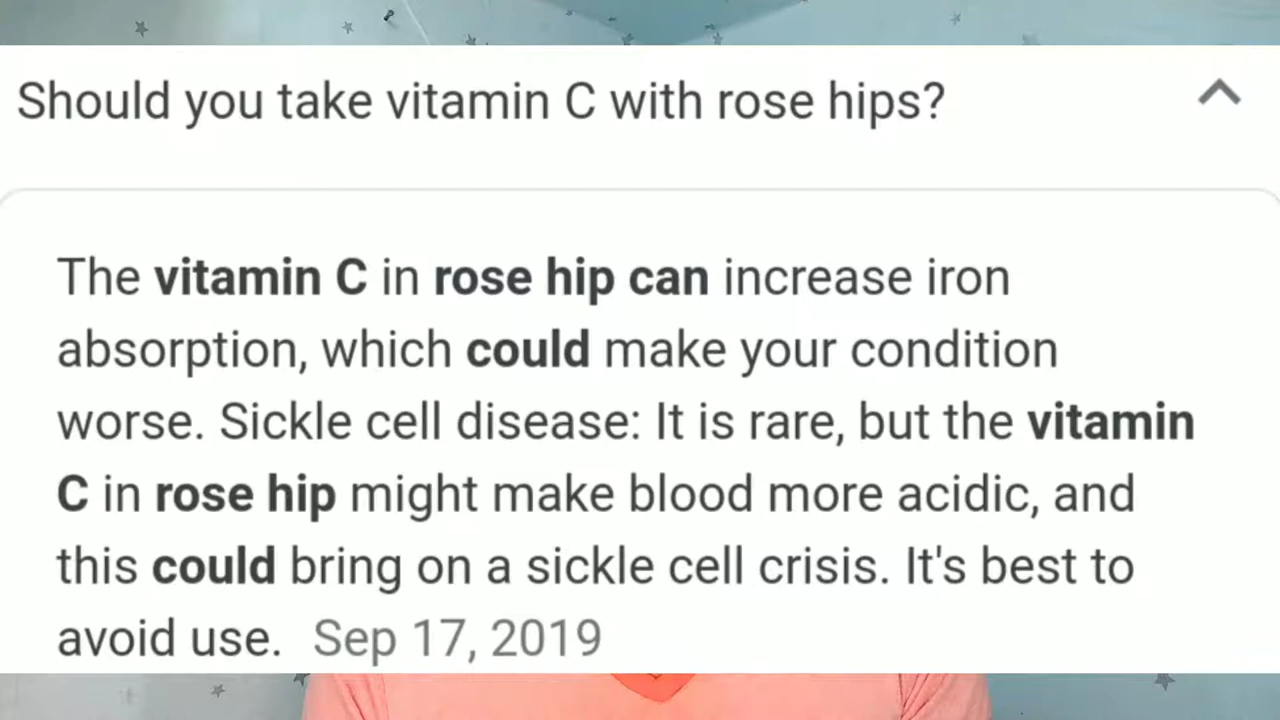 Should you take vitamin C with rose hips?
The vitamin C in rose hip can increase iron
absorption, which could make your condition
worse. Sickle cell disease: It is rare, but the vitamin
C in rose hip might make blood more acidic, and
this could bring on a sickle cell crisis. It's best to
avoid use. Sep 17, 2019